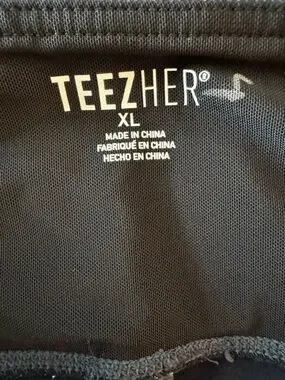 TEEZHER®
XL
MADE IN CHINA
FABRIQUÉ EN CHINA
HECHO EN CHINA